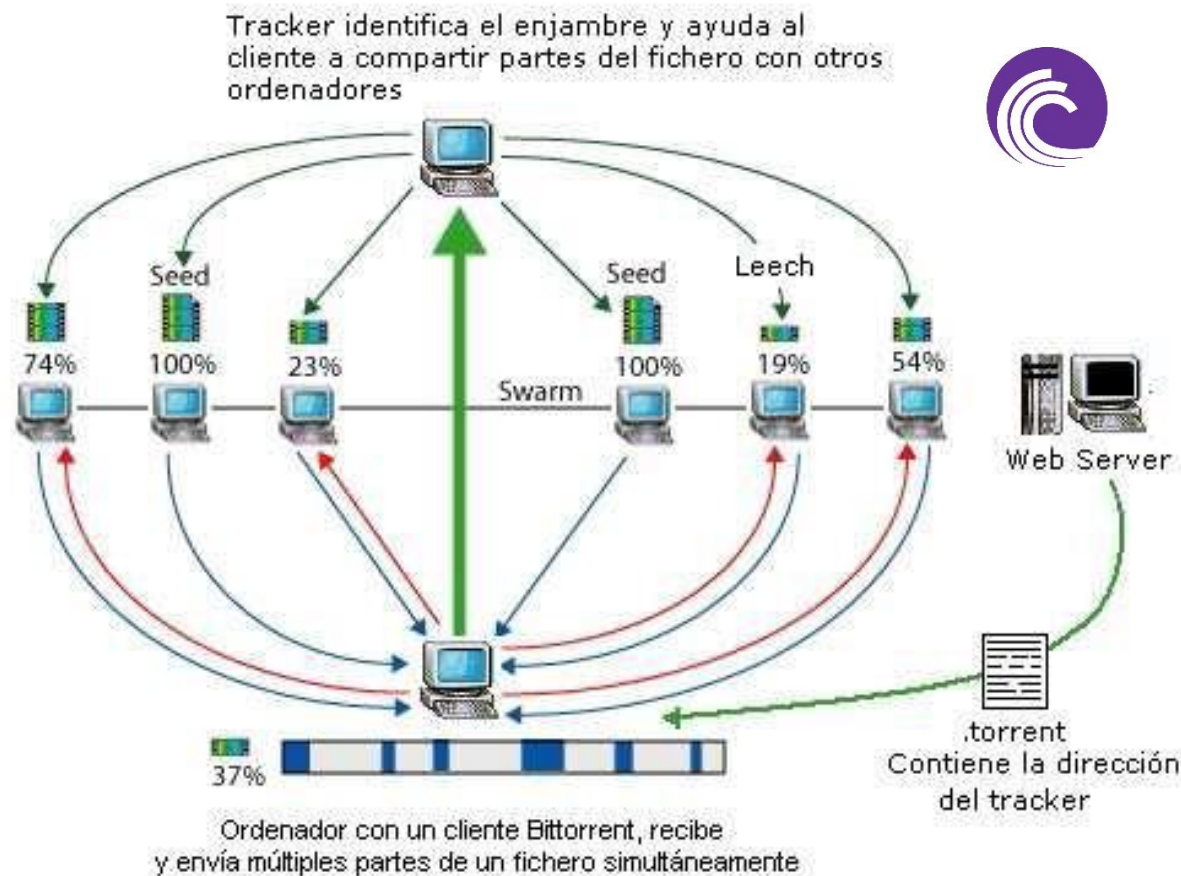 Tracker identifica el enjambre y ayuda al
cliente a compartir partes del fichero con otros
ordenadores
Seed
Seed
Leech
74%
100%
23%
100%
19%
54%
Swarm
Web Server
.torrent
Contiene la dirección
del tracker
37%
Ordenador con un cliente Bittorrent, recibe
y envía múltiples partes de un fichero simultáneamente